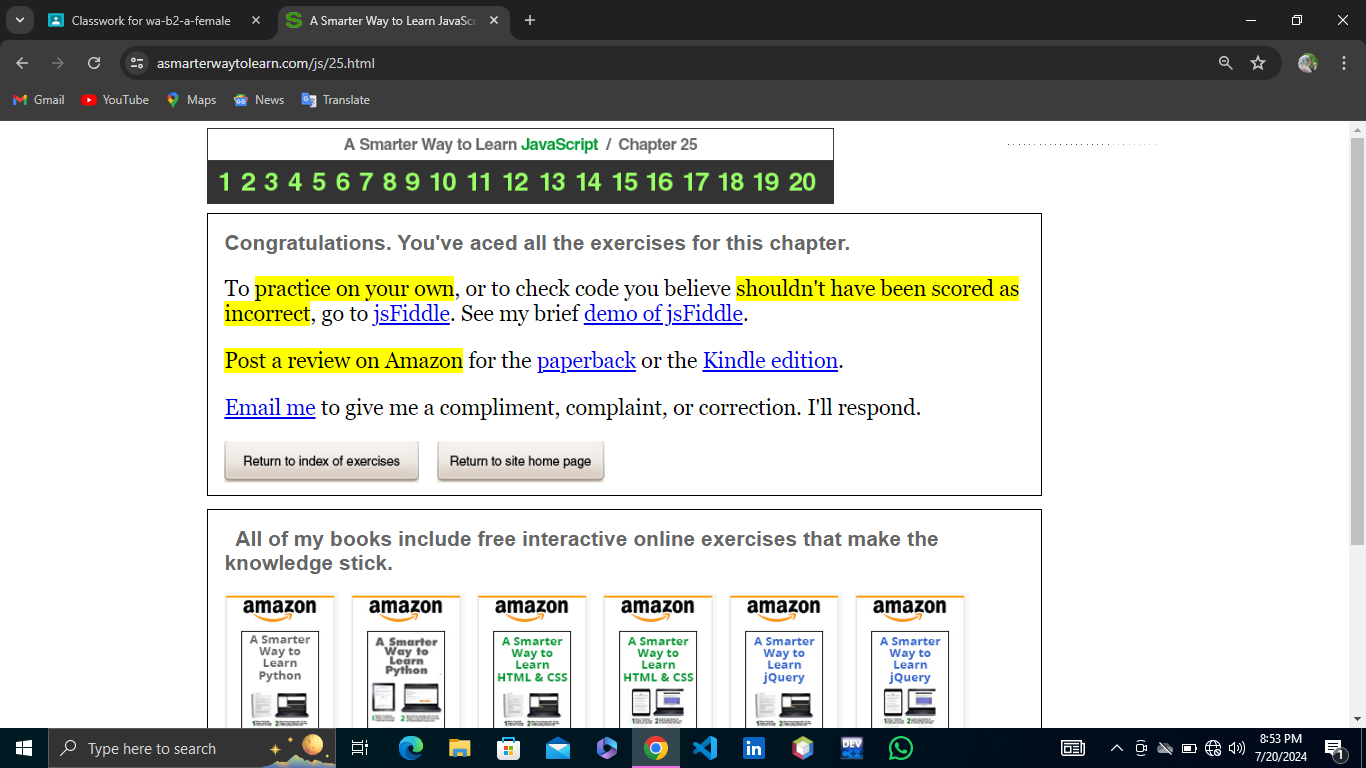 Classwork for wa-b2-a-female
A Smarter Way to Learn JavaScr
asmarterwaytolearn.com/js/25.html
Gmail YouTube Maps News Translate
A Smarter Way to Learn JavaScript / Chapter 25
1 2 3 4 5 6 7 8 9 10 11 12 13 14 15 16 17 18 19 20
Congratulations. You've aced all the exercises for this chapter.
To practice on your own, or to check code you believe shouldn't have been scored as
incorrect, go to jsFiddle. See my brief demo of jsFiddle.
Post a review on Amazon for the paperback or the Kindle edition.
Email me to give me a compliment, complaint, or correction. I'll respond.
Return to index of exercises Return to site home page
All of my books include free interactive online exercises that make the
knowledge stick.
amazon amazon amazon amazon amazon amazon
A Smarter A Smarter A Smarter A Smarter A Smarter A Smarter
Way to Way to Way to Way to Way to Way to
Learn Learn Learn Learn Learn Learn
Python Python HTML & CSS HTML & CSS jQuery jQuery
Type here to search
DEV
8:53 PM
7/20/2024
1